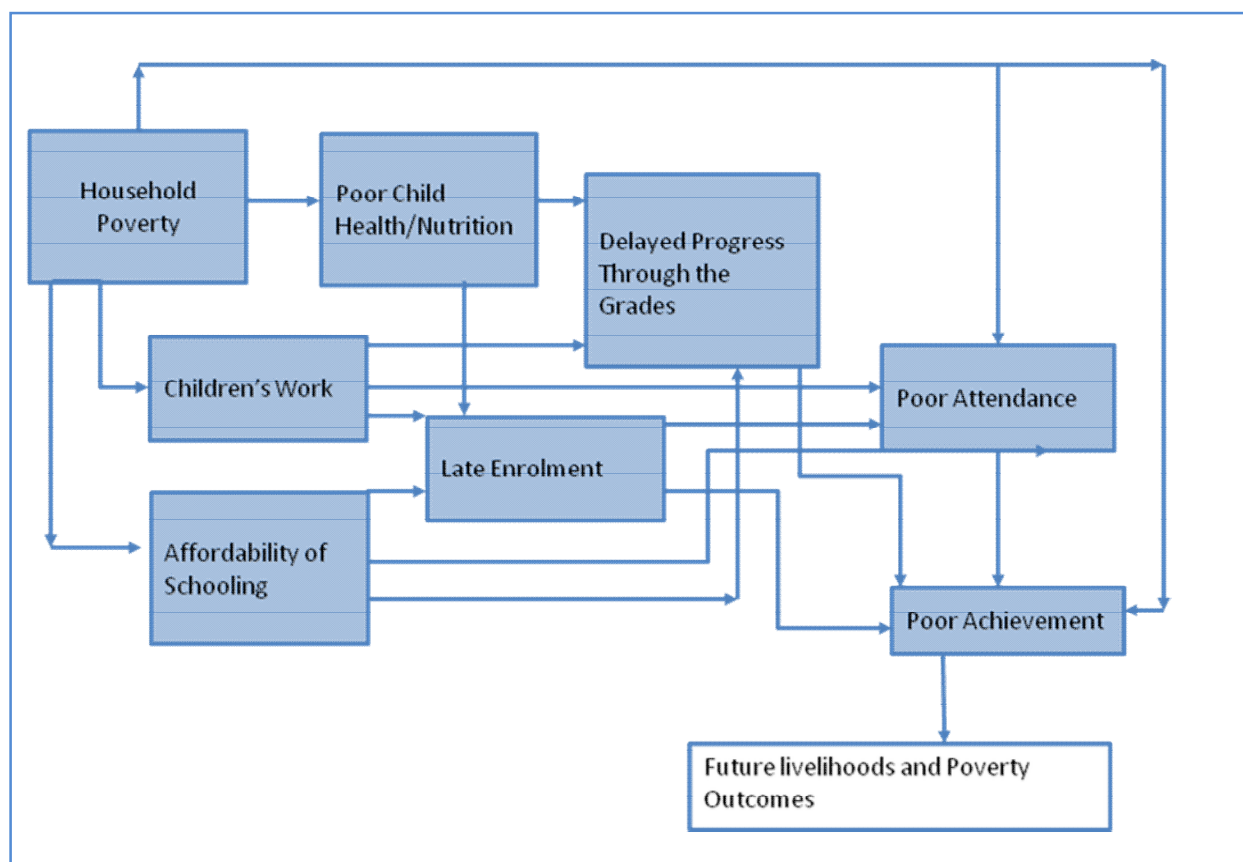 Household
Poverty
Poor Child
Health/Nutrition
Delayed Progress
Through the
Grades
Children's Work
Poor Attendance
Late Enrolment
Affordability of
Schooling
Poor Achievement
Future livelihoods and Poverty
Outcomes